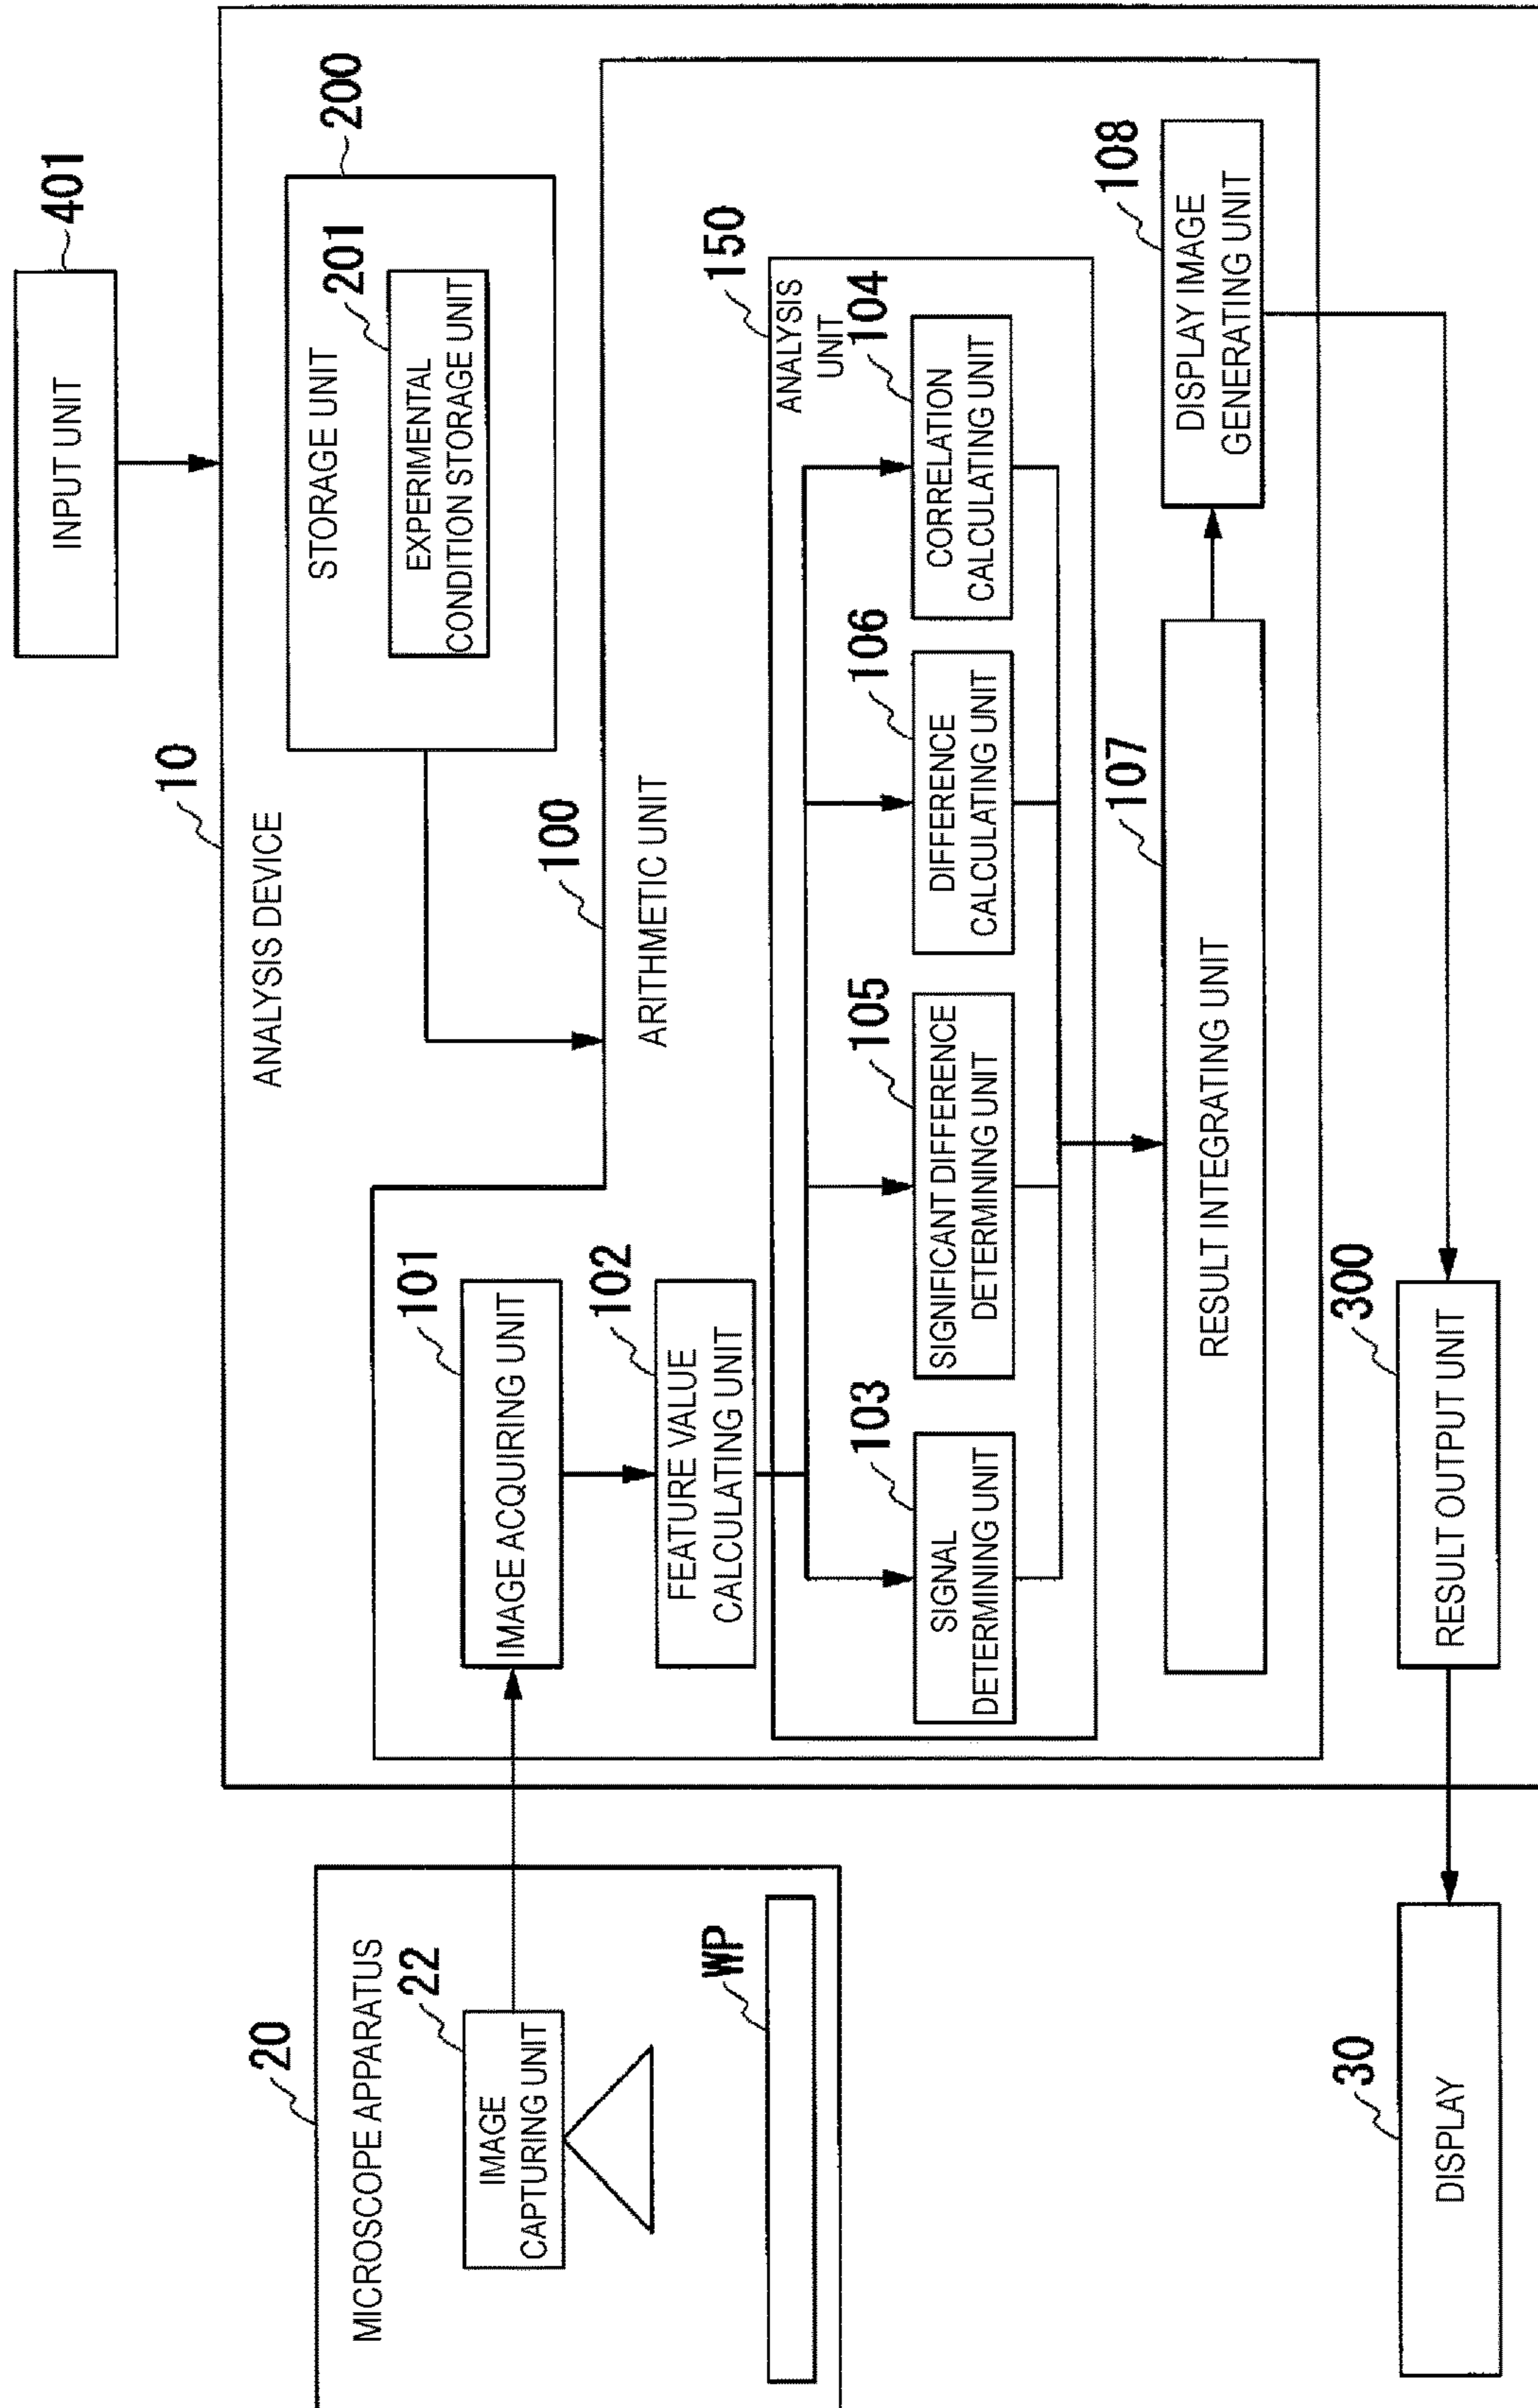 20
MICROSCOPE APPARATUS
22
IMAGE
CAPTURING UNIT
WP
30
DISPLAY
10
ANALYSIS DEVICE
401
INPUT UNIT
200
STORAGE UNIT
201
EXPERIMENTAL
CONDITION STORAGE UNIT
100
ARITHMETIC UNIT
101
IMAGE ACQUIRING UNIT
102
FEATURE VALUE
CALCULATING UNIT
150
ANALYSIS
UNIT
103
SIGNAL
DETERMINING UNIT
105
SIGNIFICANT DIFFERENCE
DETERMINING UNIT
106
DIFFERENCE
CALCULATING UNIT
104
CORRELATION
CALCULATING UNIT
107
RESULT INTEGRATING UNIT
108
DISPLAY IMAGE
GENERATING UNIT
300
RESULT OUTPUT UNIT